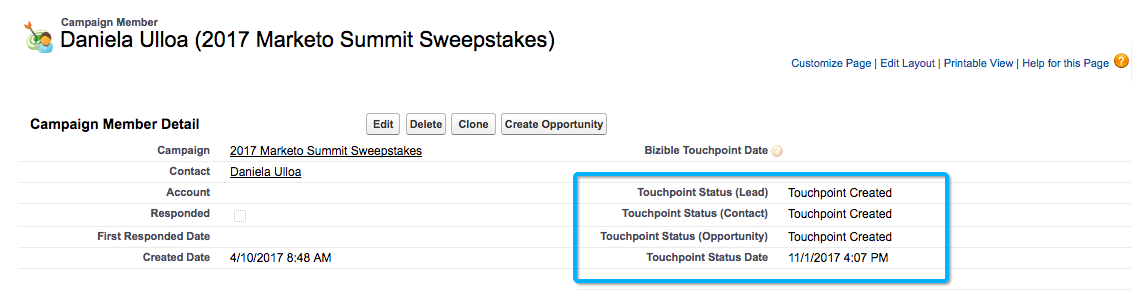 Campaign Member
Daniela Ulloa (2017 Marketo Summit Sweepstakes)
Customize Page | Edit Layout | Printable View | Help for this Page ?
Campaign Member Detail Edit Delete Clone Create Opportunity
Campaign 2017 Marketo Summit Sweepstakes Bizible Touchpoint Date ?
Contact Daniela Ulloa
Account Touchpoint Status (Lead) Touchpoint Created
Responded Touchpoint Status (Contact) Touchpoint Created
First Responded Date Touchpoint Status (Opportunity) Touchpoint Created
Created Date 4/10/2017 8:48 AM Touchpoint Status Date 11/1/2017 4:07 PM